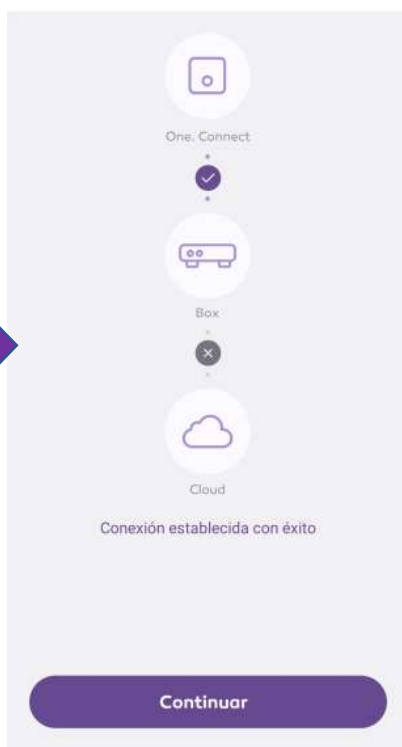 One. Connect
Box
Cloud
Conexión establecida con éxito
Continuar